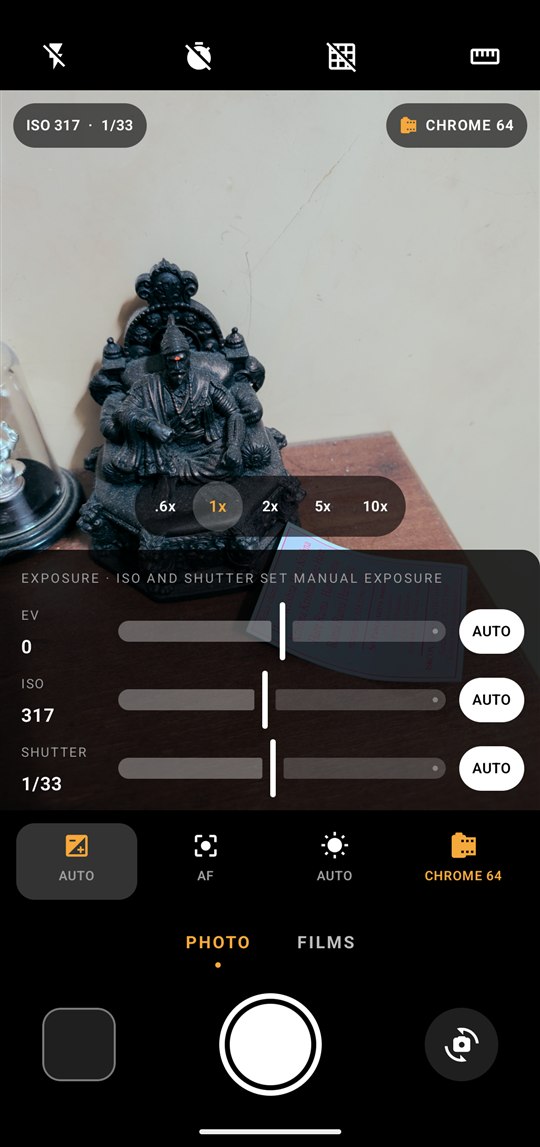 ISO 317 · 1/33
CHROME 64
.6x 1x 2x 5x 10x
EXPOSURE · ISO AND SHUTTER SET MANUAL EXPOSURE
EV
0
AUTO
ISO
317
AUTO
SHUTTER
1/33
AUTO
AUTO AF AUTO CHROME 64
PHOTO FILMS